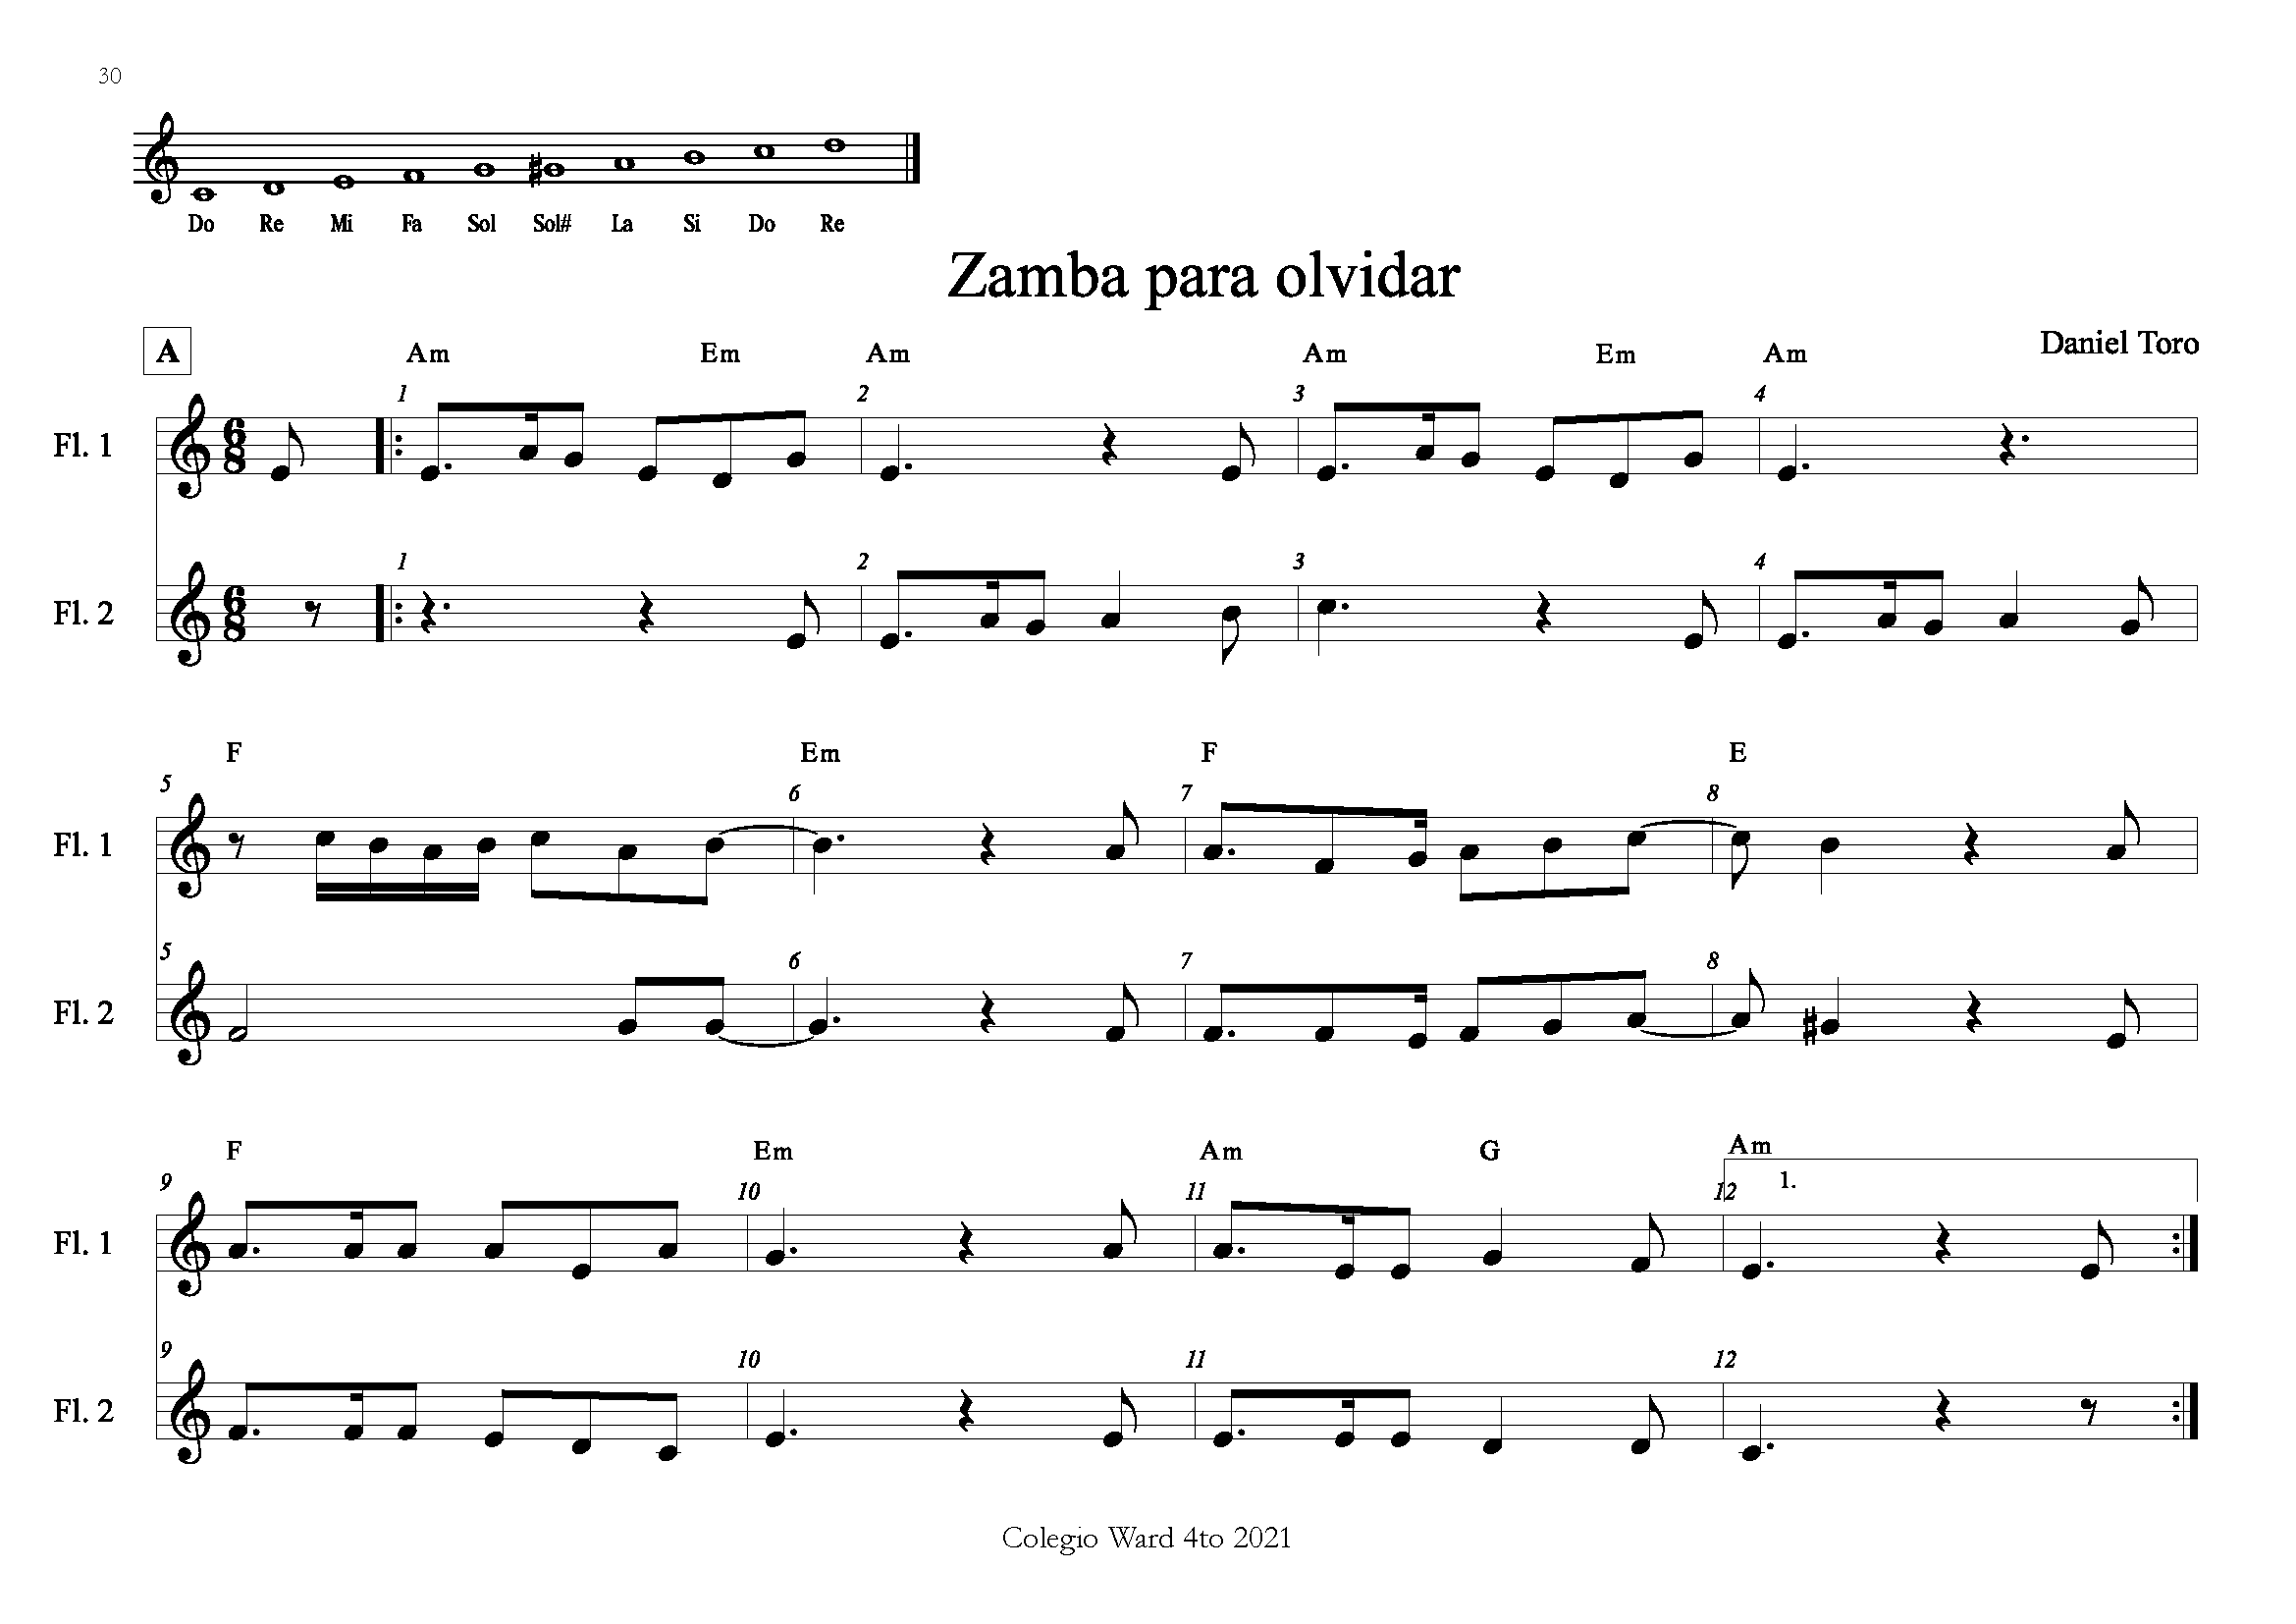 30
Do Re Mi Fa Sol Sol# La Si Do Re
Zamba para olvidar
Daniel Toro
A
Am Em Am Am Em Am
1 2 3 4
Fl. 1 6 8
1 2 3 4
Fl. 2 6 8
F Em F E
5 6 7 8
Fl. 1
5 6 7 8
Fl. 2
F Em Am G Am
1.
9 10 11 12
Fl. 1
9 10 11 12
Fl. 2
Colegio Ward 4to 2021